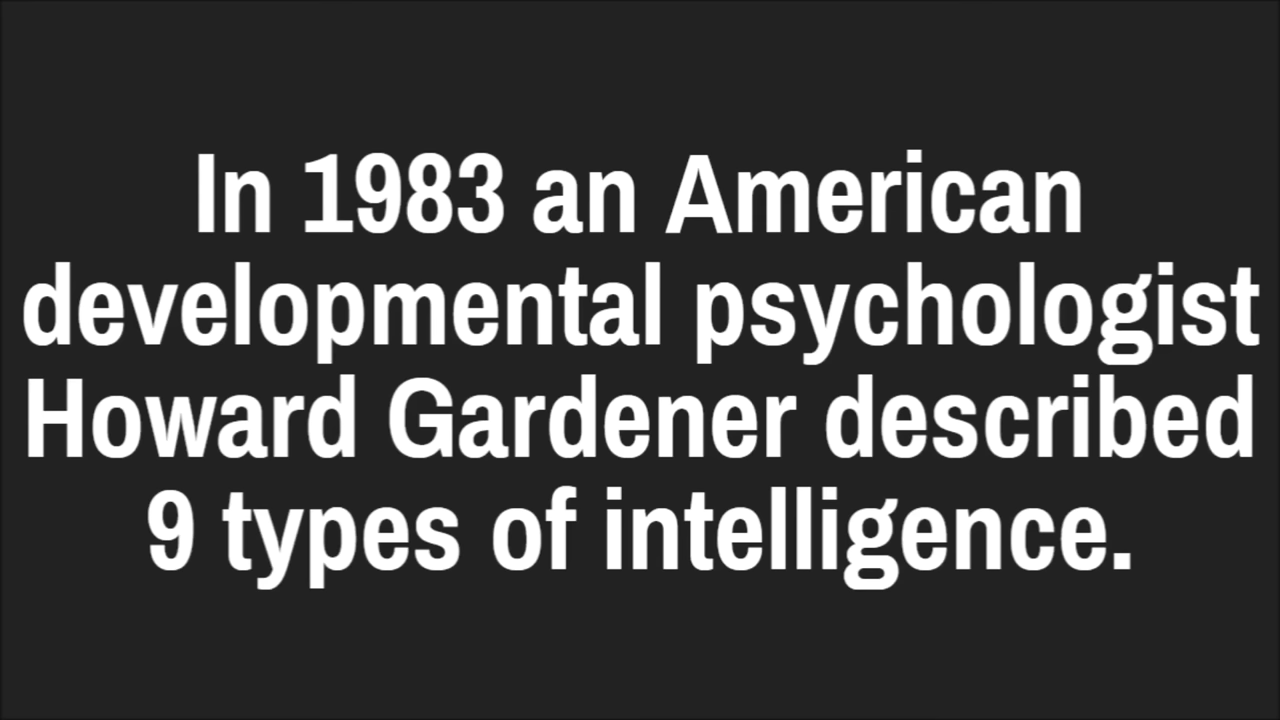 In 1983 an American
developmental psychologist
Howard Gardener described
9 types of intelligence.